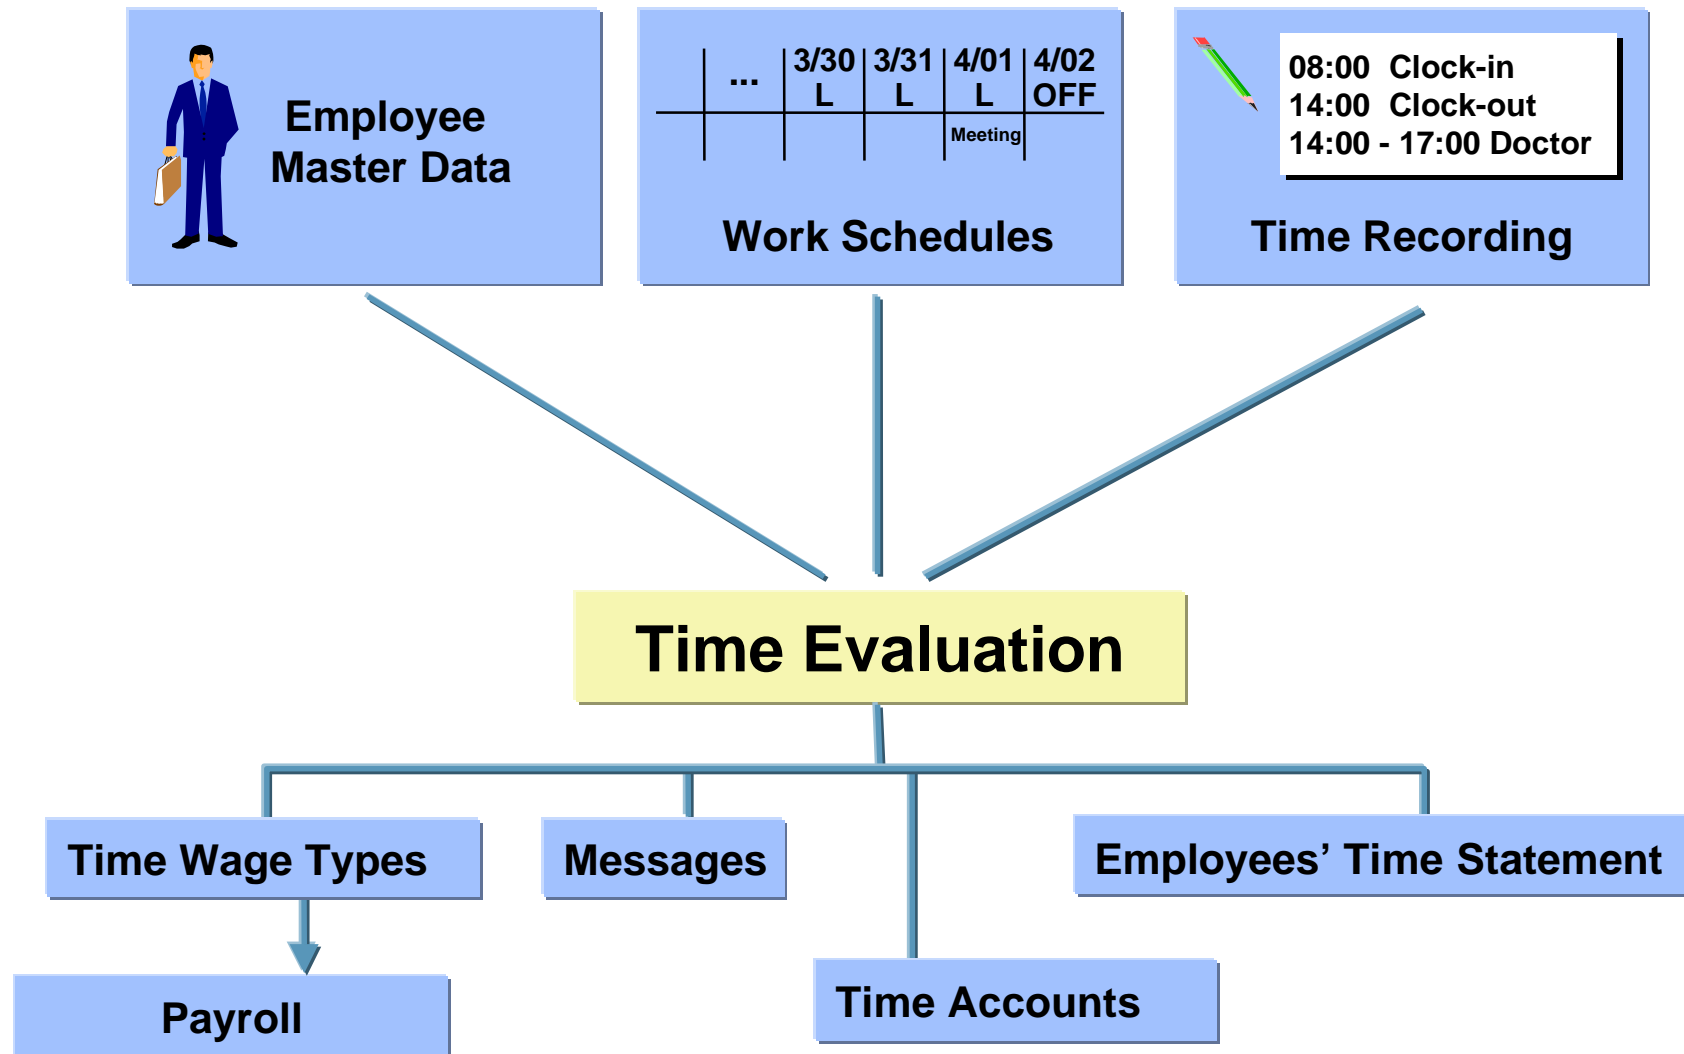 Employee
Master Data
... 3/30 3/31 4/01 4/02
L L L OFF
Meeting
Work Schedules
08:00 Clock-in
14:00 Clock-out
14:00 - 17:00 Doctor
Time Recording
Time Evaluation
Time Wage Types
Messages
Employees’ Time Statement
Payroll
Time Accounts